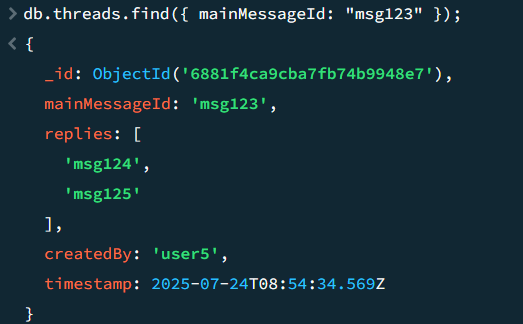 > db.threads.find({ mainMessageId: "msg123" });
< {
_id: ObjectId('6881f4ca9cba7fb74b9948e7'),
mainMessageId: 'msg123',
replies: [
'msg124',
'msg125'
],
createdBy: 'user5',
timestamp: 2025-07-24T08:54:34.569Z
}